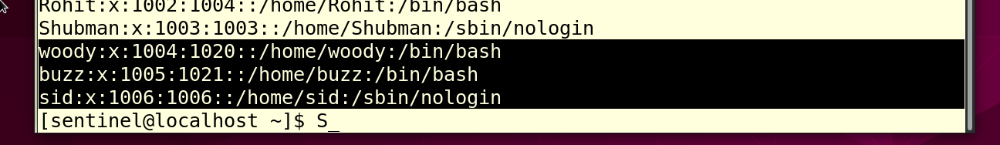 Rohit:x:1002:1004::/home/Rohit:/bin/bash
Shubman:x:1003:1003::/home/Shubman:/sbin/nologin
woody:x:1004:1020::/home/woody:/bin/bash
buzz:x:1005:1021::/home/buzz:/bin/bash
sid:x:1006:1006::/home/sid:/sbin/nologin
[sentinel@localhost ~]$ S_